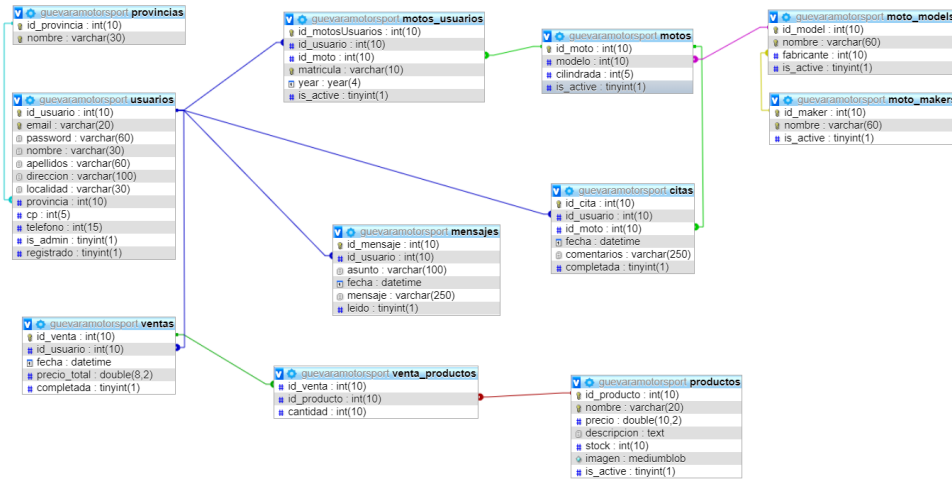 guevaramotorsport provincias
id_provincia : int(10)
nombre : varchar(30)
guevaramotorsport motos_usuarios
id_motosUsuarios : int(10)
id_usuario : int(10)
id_moto : int(10)
matricula : varchar(10)
year : year(4)
is_active : tinyint(1)
guevaramotorsport motos
id_moto : int(10)
modelo : int(10)
cilindrada : int(5)
is_active : tinyint(1)
guevaramotorsport moto_models
id_model : int(10)
nombre : varchar(60)
fabricante : int(10)
is_active : tinyint(1)
guevaramotorsport moto_makers
id_maker : int(10)
nombre : varchar(60)
is_active : tinyint(1)
guevaramotorsport usuarios
id_usuario : int(10)
email : varchar(20)
password : varchar(60)
nombre : varchar(30)
apellidos : varchar(60)
direccion : varchar(100)
localidad : varchar(30)
provincia : int(10)
cp : int(5)
telefono : int(15)
is_admin : tinyint(1)
registrado : tinyint(1)
guevaramotorsport citas
id_cita : int(10)
id_usuario : int(10)
id_moto : int(10)
fecha : datetime
comentarios : varchar(250)
completada : tinyint(1)
guevaramotorsport mensajes
id_mensaje : int(10)
id_usuario : int(10)
asunto : varchar(100)
fecha : datetime
mensaje : varchar(250)
leido : tinyint(1)
guevaramotorsport ventas
id_venta : int(10)
id_usuario : int(10)
fecha : datetime
precio_total : double(8,2)
completada : tinyint(1)
guevaramotorsport venta_productos
id_venta : int(10)
id_producto : int(10)
cantidad : int(10)
guevaramotorsport productos
id_producto : int(10)
nombre : varchar(20)
precio : double(10,2)
descripcion : text
stock : int(10)
imagen : mediumblob
is_active : tinyint(1)